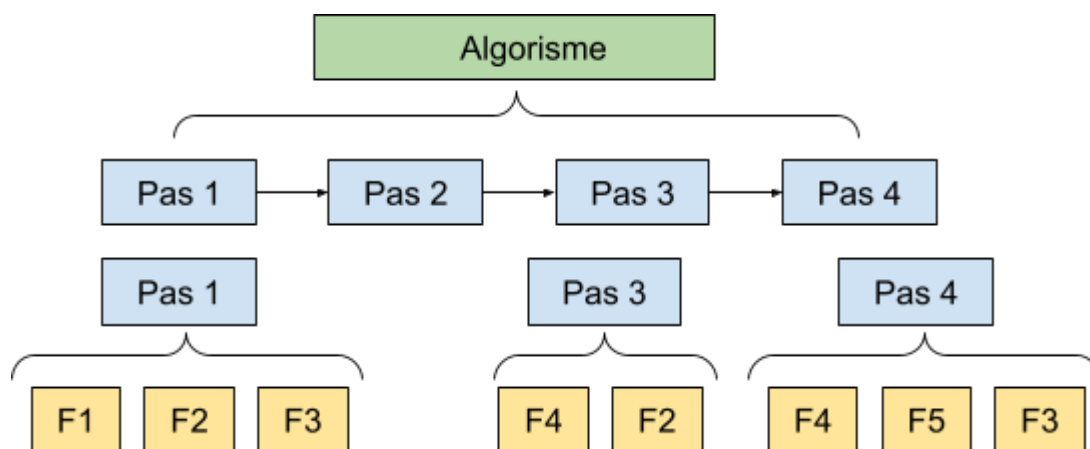 Algorisme
Pas 1 Pas 2 Pas 3 Pas 4
Pas 1 Pas 3 Pas 4
F1 F2 F3 F4 F2 F4 F5 F3